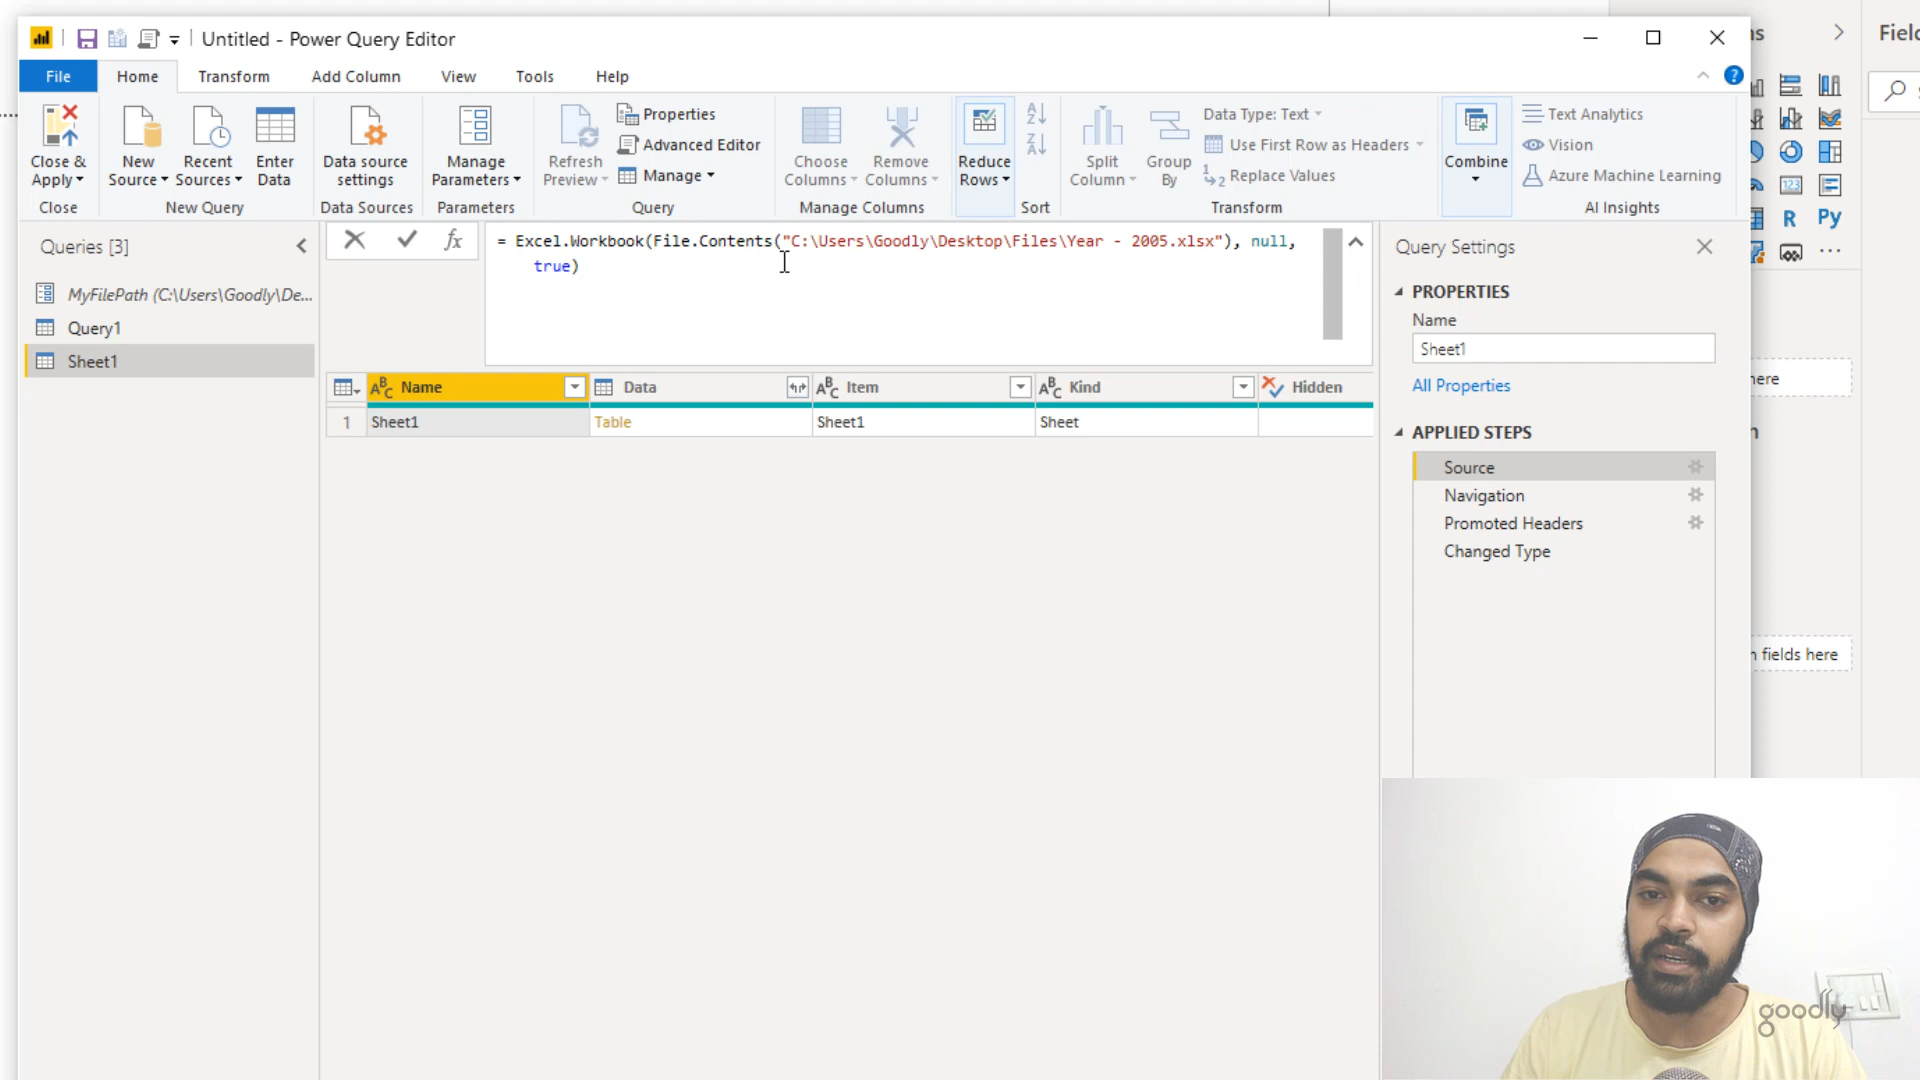 Untitled - Power Query Editor
File
Home
Transform
Add Column
View
Tools
Help
Close &
Apply
Close
New
Source
Recent
Sources
Enter
Data
New Query
Data source
settings
Data Sources
Manage
Parameters
Parameters
Refresh
Preview
Properties
Advanced Editor
Manage
Query
Choose
Columns
Remove
Columns
Manage Columns
Reduce
Rows
Sort
Split
Column
Group
By
Data Type: Text
Use First Row as Headers
Replace Values
Transform
Combine
Text Analytics
Vision
Azure Machine Learning
AI Insights
Queries [3]
MyFilePath (C:\Users\Goodly\De...
Query1
Sheet1
= Excel.Workbook(File.Contents("C:\Users\Goodly\Desktop\Files\Year - 2005.xlsx"), null,
true)
Name
Data
Item
Kind
Hidden
1
Sheet1
Table
Sheet1
Sheet
Query Settings
PROPERTIES
Name
Sheet1
All Properties
APPLIED STEPS
Source
Navigation
Promoted Headers
Changed Type
R
Py
123
fields here
goodly